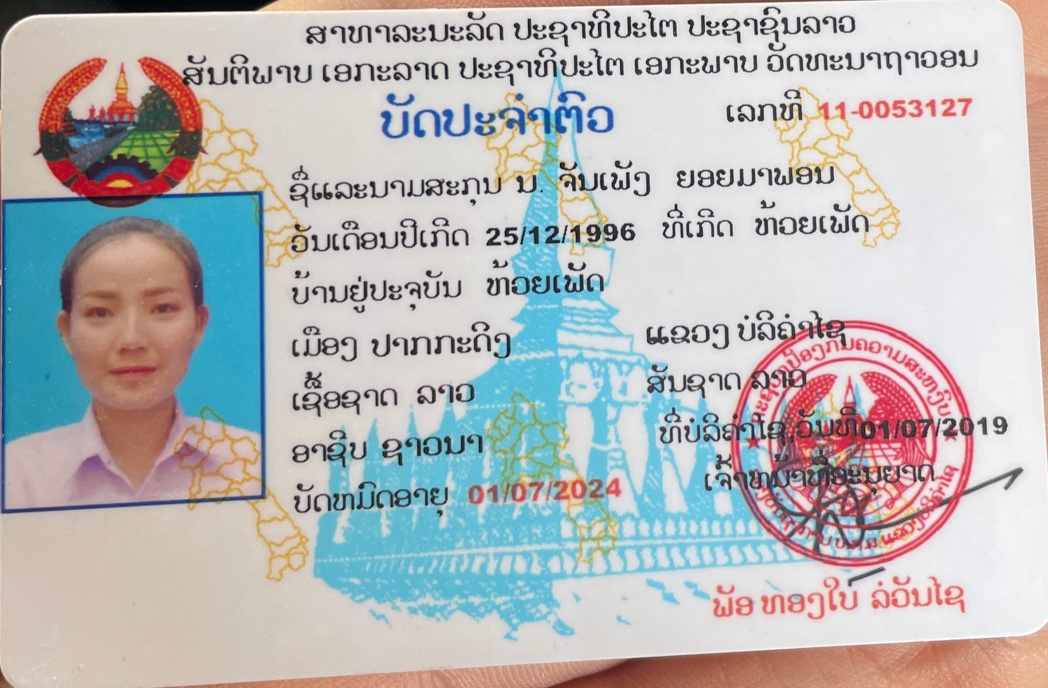 ສາທາລະນະລັດ ປະຊາທິປະໄຕ ປະຊາຊົນລາວ
ສັນຕິພາບ ເອກະລາດ ປະຊາທິປະໄຕ ເອກະພາບ ວັດທະນາຖາວອນ
ບັດປະຈຳຕົວ ເລກທີ 11-0053127
ຊື່ແລະນາມສະກຸນ ນ. ຈັນເພັງ ຍອຍມາພອນ
ວັນເດືອນປີເກີດ 25/12/1996 ທີ່ເກີດ ຫ້ວຍເພັດ
ບ້ານຢູ່ປະຈຸບັນ ຫ້ວຍເພັດ
ເມືອງ ປາກກະດິງ ແຂວງ ບໍລິຄຳໄຊ
ເຊື້ອຊາດ ລາວ ສັນຊາດ ລາວ
ອາຊີບ ຊາວນາ ທີ່ບໍລິຄຳໄຊ,ວັນທີ01/07/2019
ບັດຫມົດອາຍຸ 01/07/2024 ເຈົ້າຫນ້າທີ່ອະນຸຍາດ
ພັອ ທອງໃບ ລໍ່ວັນໄຊ